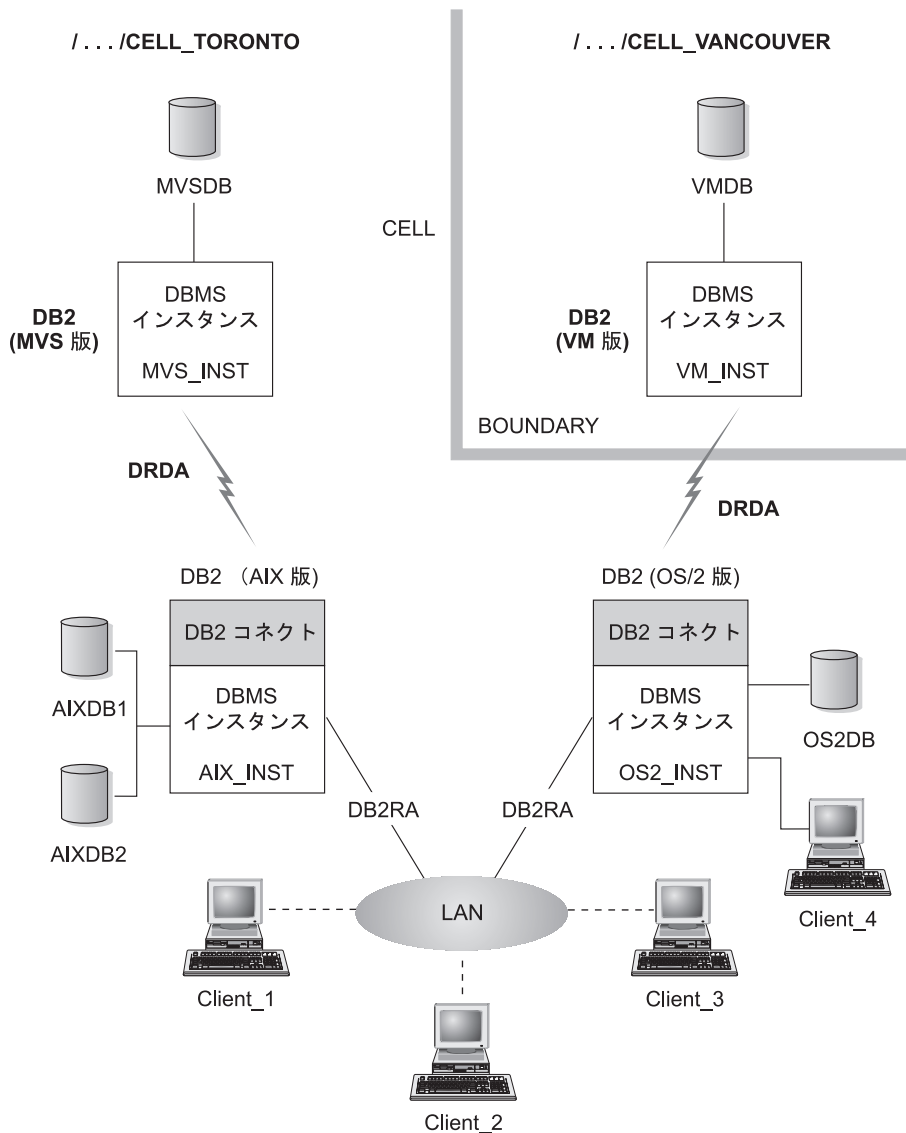 / . . . /CELL_TORONTO
/ . . . /CELL_VANCOUVER
MVSDB
VMDB
CELL
DB2
(MVS 版)
DBMS
インスタンス
MVS_INST
DB2
(VM 版)
DBMS
インスタンス
VM_INST
BOUNDARY
DRDA
DRDA
DB2 （AIX 版)
DB2 コネクト
DBMS
インスタンス
AIX_INST
AIXDB1
AIXDB2
DB2 (OS/2 版)
DB2 コネクト
DBMS
インスタンス
OS2_INST
OS2DB
DB2RA
DB2RA
LAN
Client_4
Client_1
Client_3
Client_2